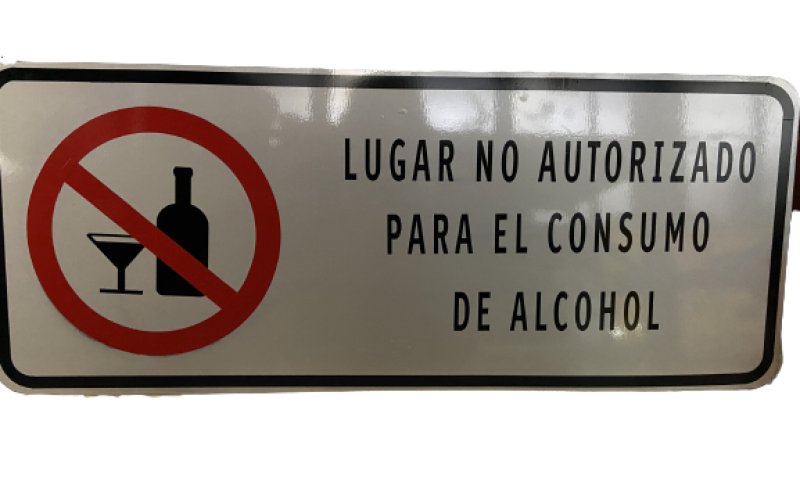 LUGAR NO AUTORIZADO
PARA EL CONSUMO
DE ALCOHOL